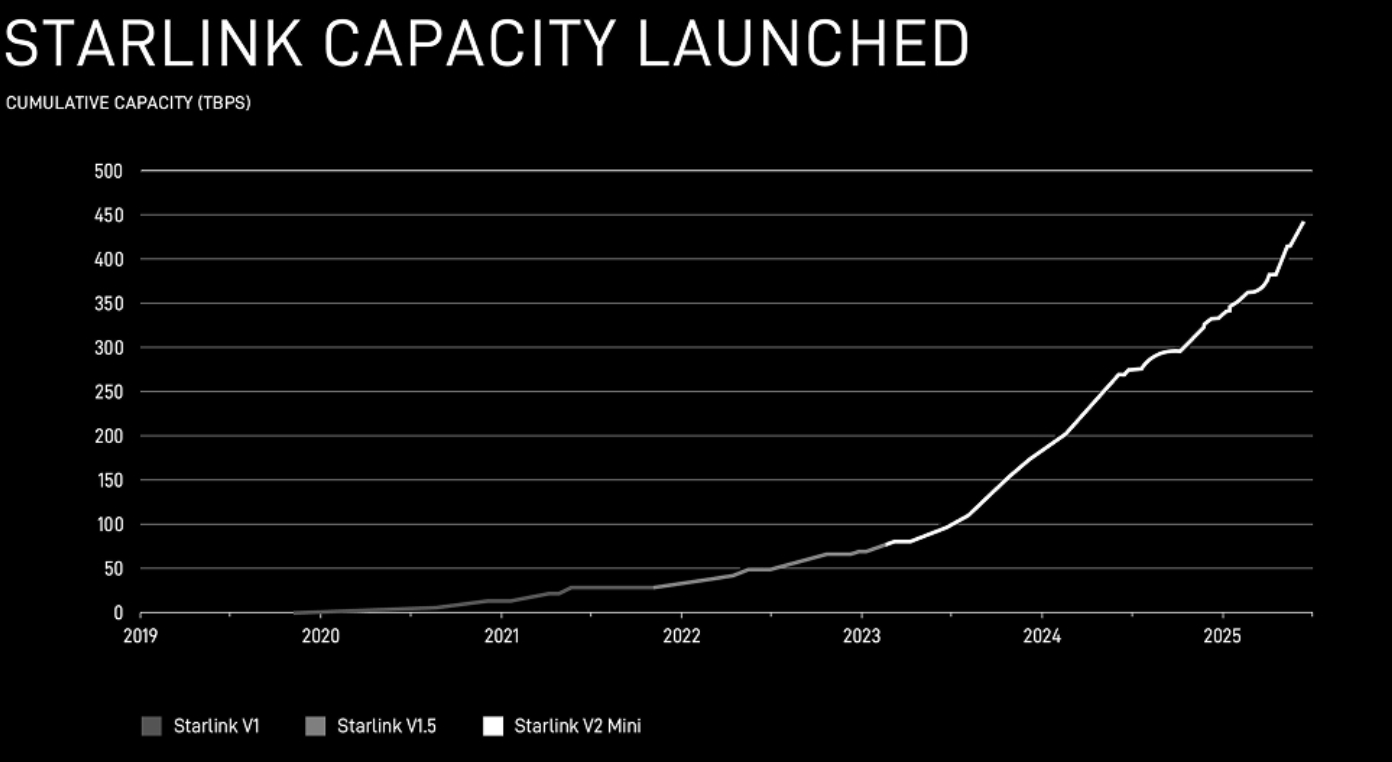 STARLINK CAPACITY LAUNCHED
CUMULATIVE CAPACITY (TBPS)
500
450
400
350
300
250
200
150
100
50
0
2019 2020 2021 2022 2023 2024 2025
Starlink V1 Starlink V1.5 Starlink V2 Mini